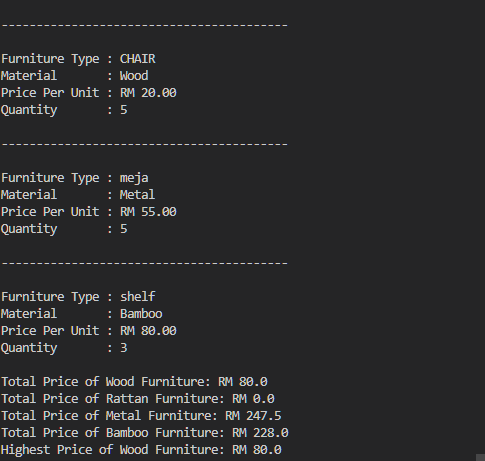 -----------------------------------------
Furniture Type : CHAIR
Material       : Wood
Price Per Unit : RM 20.00
Quantity       : 5
-----------------------------------------
Furniture Type : meja
Material       : Metal
Price Per Unit : RM 55.00
Quantity       : 5
-----------------------------------------
Furniture Type : shelf
Material       : Bamboo
Price Per Unit : RM 80.00
Quantity       : 3
Total Price of Wood Furniture: RM 80.0
Total Price of Rattan Furniture: RM 0.0
Total Price of Metal Furniture: RM 247.5
Total Price of Bamboo Furniture: RM 228.0
Highest Price of Wood Furniture: RM 80.0